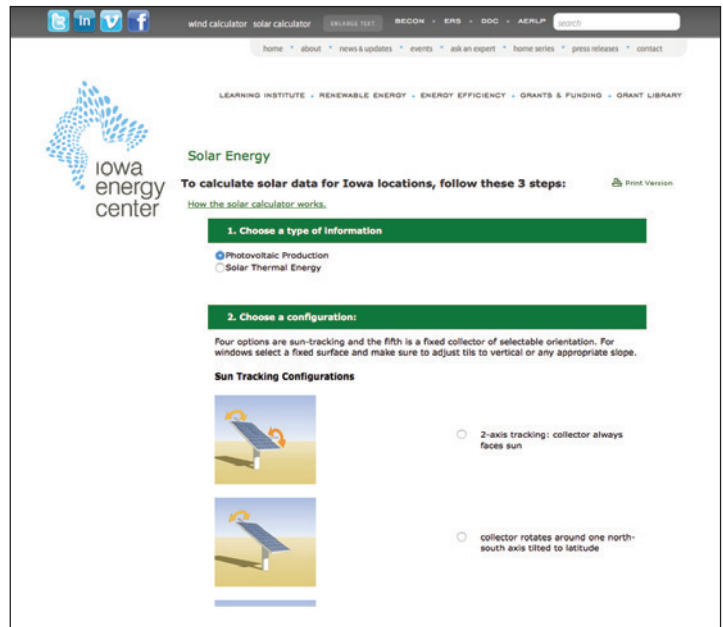 wind calculator solar calculator ENLARGE TEXT BECON • ERS • DDC • AERLP search
home * about * news & updates * events * ask an expert * home series * press releases * contact
LEARNING INSTITUTE • RENEWABLE ENERGY • ENERGY EFFICIENCY • GRANTS & FUNDING • GRANT LIBRARY
iowa
energy
center
Solar Energy
To calculate solar data for Iowa locations, follow these 3 steps:
Print Version
How the solar calculator works.
1. Choose a type of information
Photovoltaic Production
Solar Thermal Energy
2. Choose a configuration:
Four options are sun-tracking and the fifth is a fixed collector of selectable orientation. For
windows select a fixed surface and make sure to adjust tils to vertical or any appropriate slope.
Sun Tracking Configurations
2-axis tracking: collector always
faces sun
collector rotates around one north-
south axis tilted to latitude